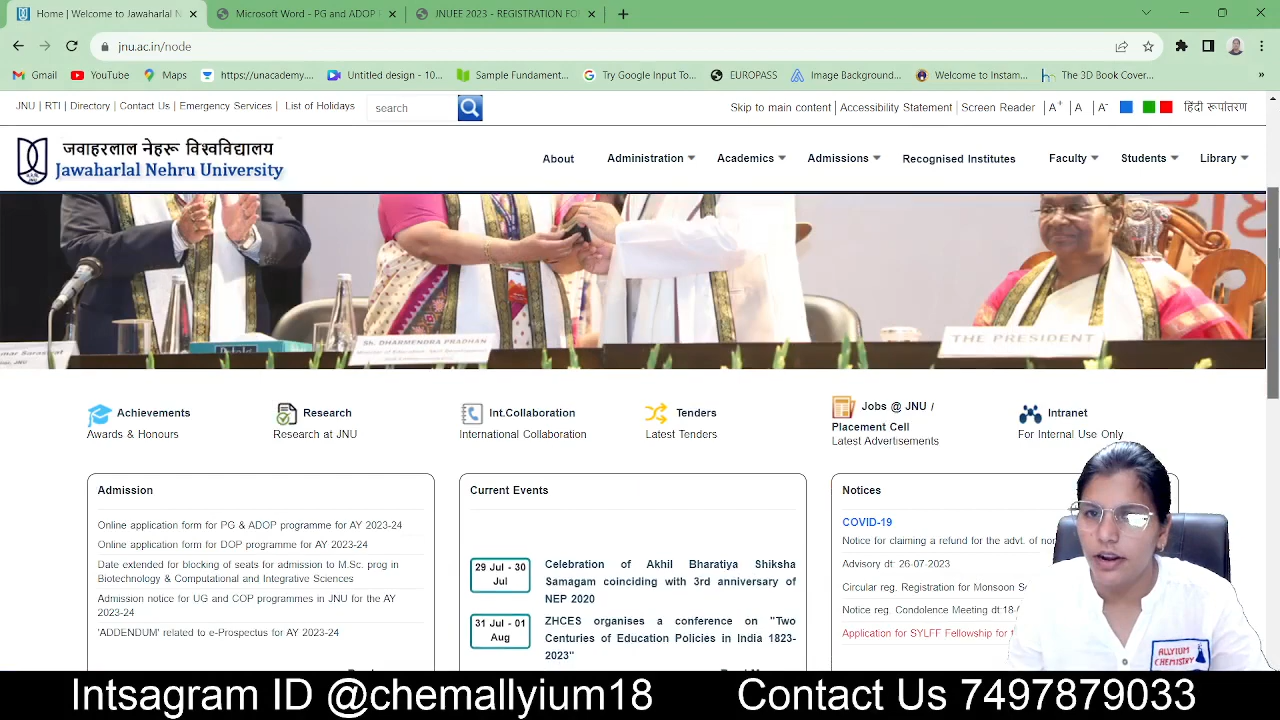 Home | Welcome to Jawaharlal N
Microsoft Word - PG and ADOP
JNUEE 2023 - REGISTRATION FO
jnu.ac.in/node
Gmail
YouTube
Maps
https://unacademy...
Untitled design - 10...
Sample Fundament...
Try Google Input To...
EUROPASS
Image Background...
Welcome to Instam...
The 3D Book Cover...
JNU | RTI | Directory | Contact Us | Emergency Services | List of Holidays
search
Skip to main content | Accessibility Statement | Screen Reader | A+ A | A-
हिंदी रूपांतरण
जवाहरलाल नेहरू विश्वविद्यालय
Jawaharlal Nehru University
About
Administration
Academics
Admissions
Recognised Institutes
Faculty
Students
Library
Sh. DHARMENDRA PRADHAN
THE PRESIDENT
Achievements
Awards & Honours
Research
Research at JNU
Int.Collaboration
International Collaboration
Tenders
Latest Tenders
Jobs @ JNU /
Placement Cell
Latest Advertisements
Intranet
For Internal Use Only
Admission
Online application form for PG & ADOP programme for AY 2023-24
Online application form for DOP programme for AY 2023-24
Date extended for blocking of seats for admission to M.Sc. prog in
Biotechnology & Computational and Integrative Sciences
Admission notice for UG and COP programmes in JNU for the AY
2023-24
'ADDENDUM' related to e-Prospectus for AY 2023-24
Current Events
29 Jul - 30
Jul
Celebration of Akhil Bharatiya Shiksha
Samagam coinciding with 3rd anniversary of
NEP 2020
31 Jul - 01
Aug
ZHCES organises a conference on "Two
Centuries of Education Policies in India 1823-
2023"
Notices
COVID-19
Notice for claiming a refund for the advt. of
Advisory dt: 26-07-2023
Circular reg. Registration for Monsoon
Notice reg. Condolence Meeting dt-18-
Application for SYLFF Fellowship for
ALLYIUM
CHEMISTRY
Intsagram ID @chemallyium18
Contact Us 7497879033